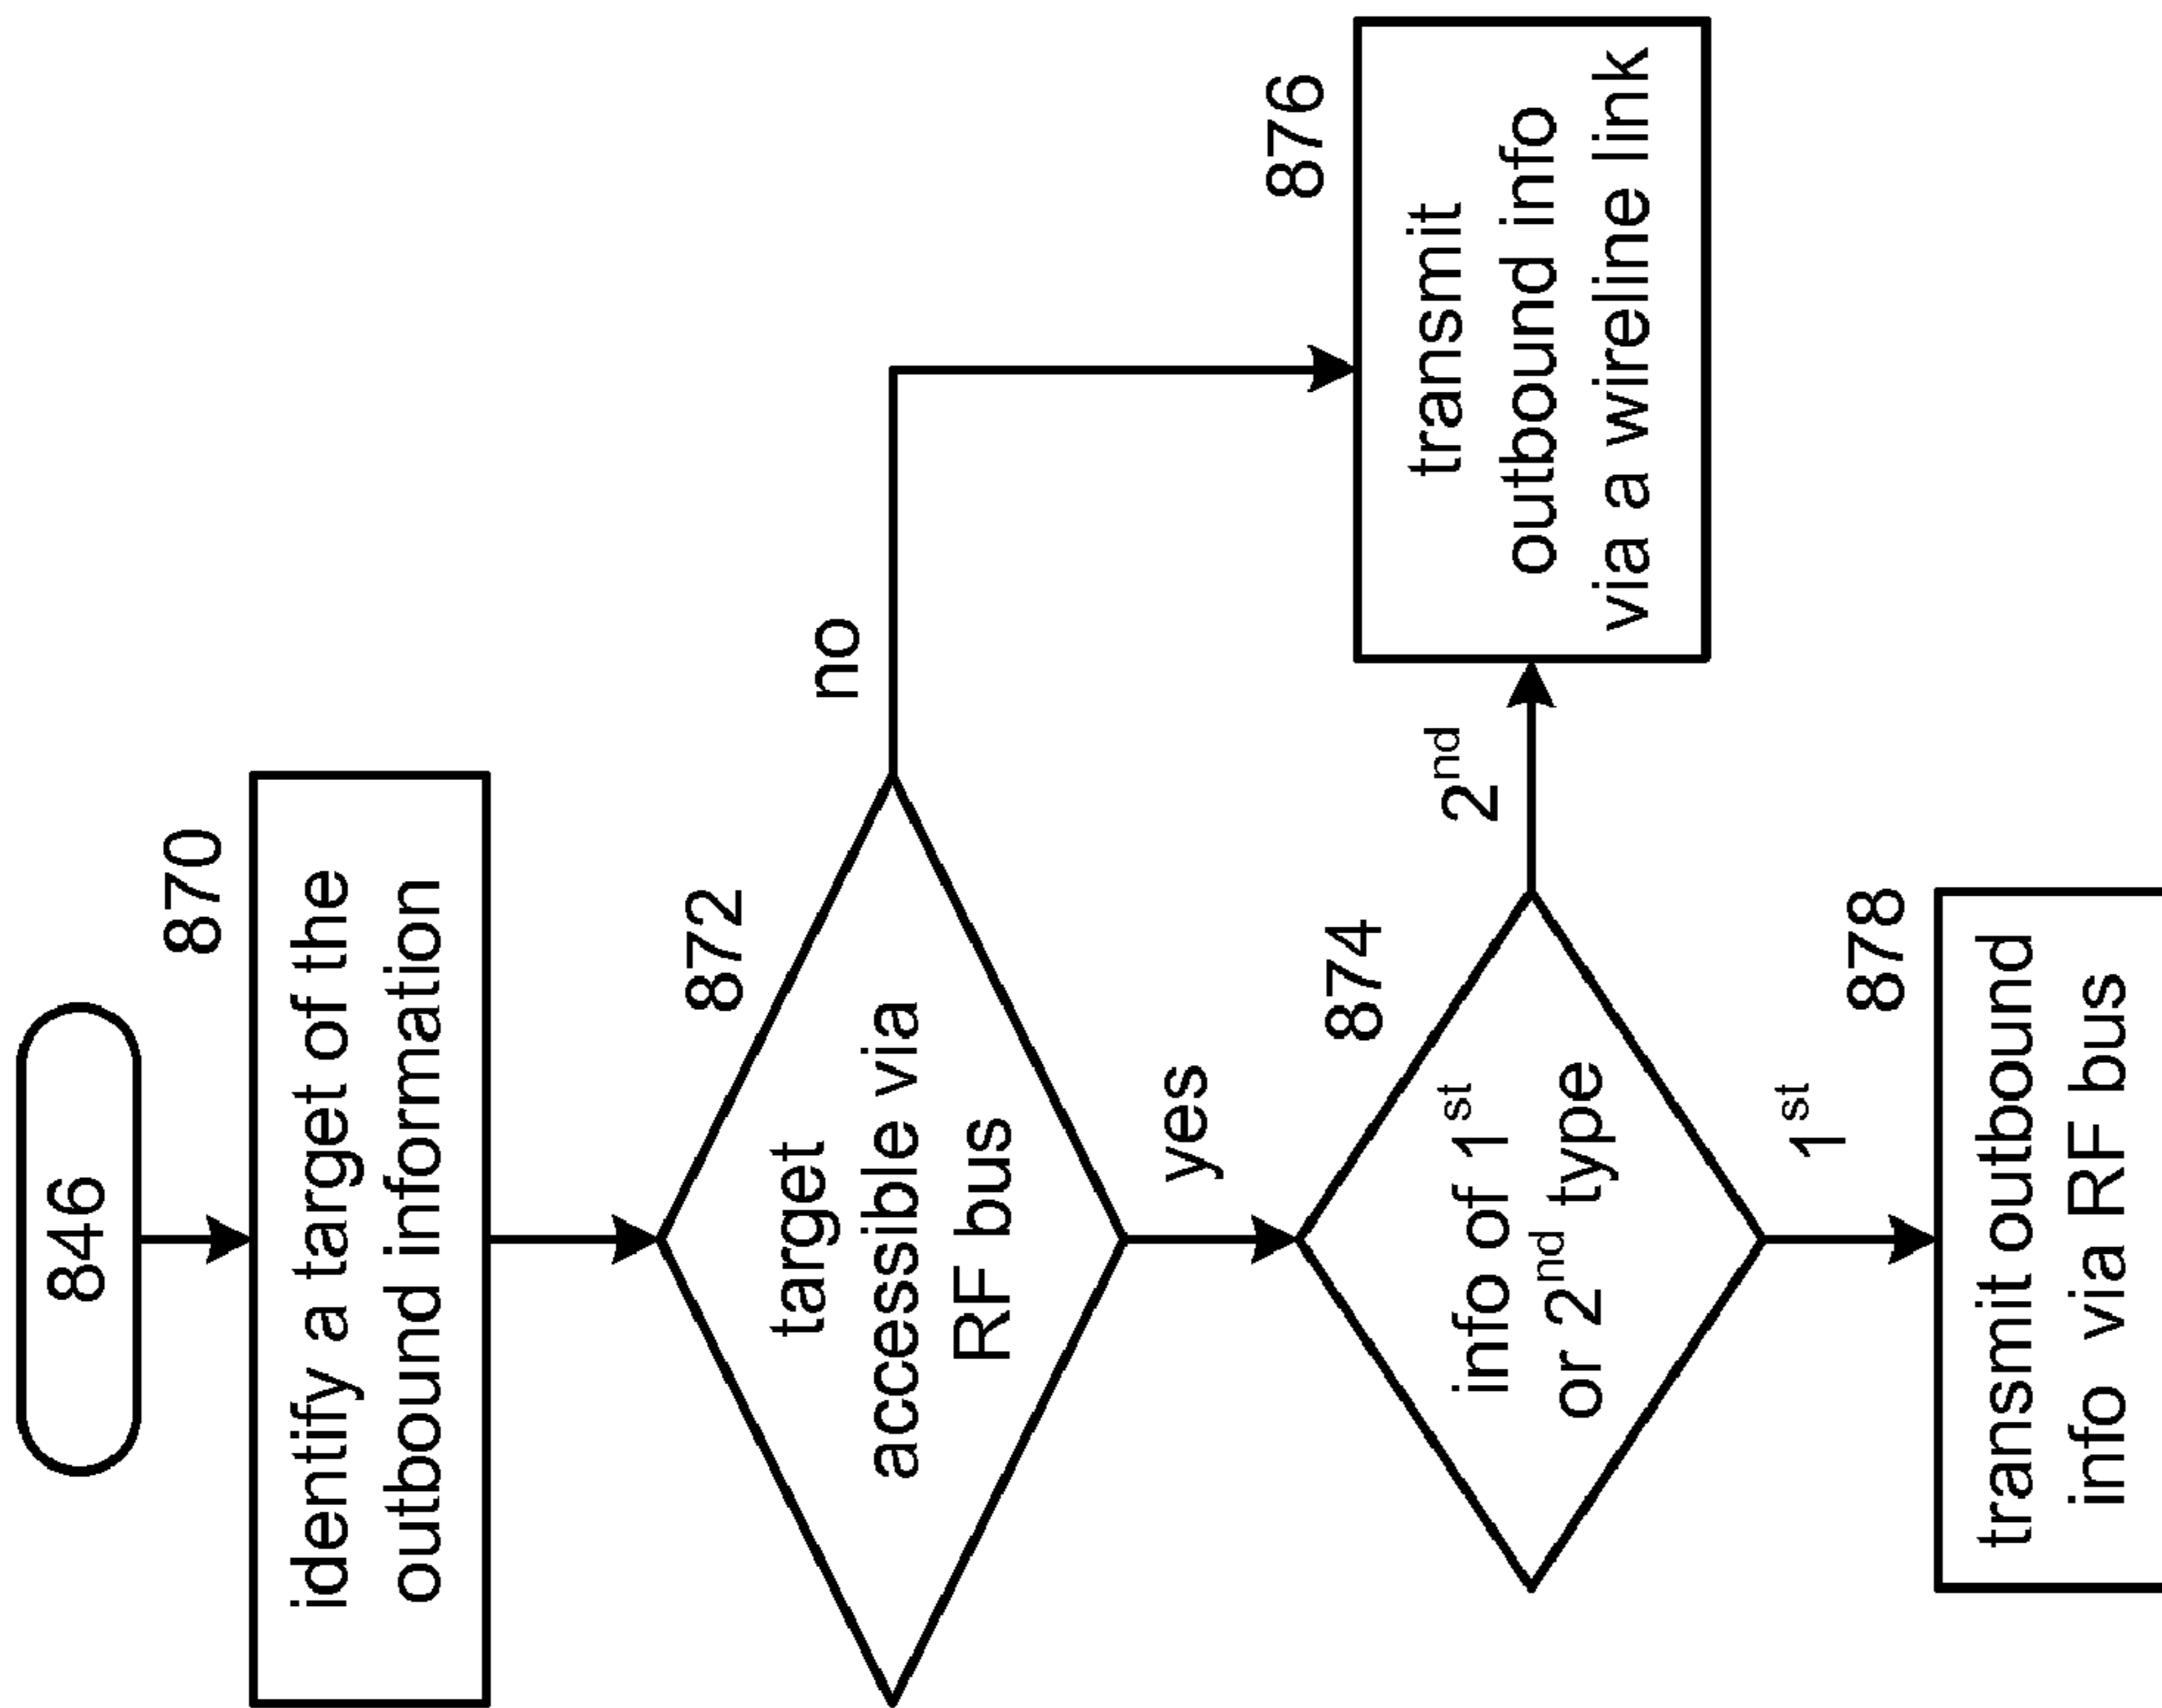 846
870
identify a target of the
outbound information
872
target
accessible via
RF bus
no
yes
874
info of 1st
or 2nd type
2nd
876
transmit
outbound info
via a wireline link
1st
878
transmit outbound
info via RF bus